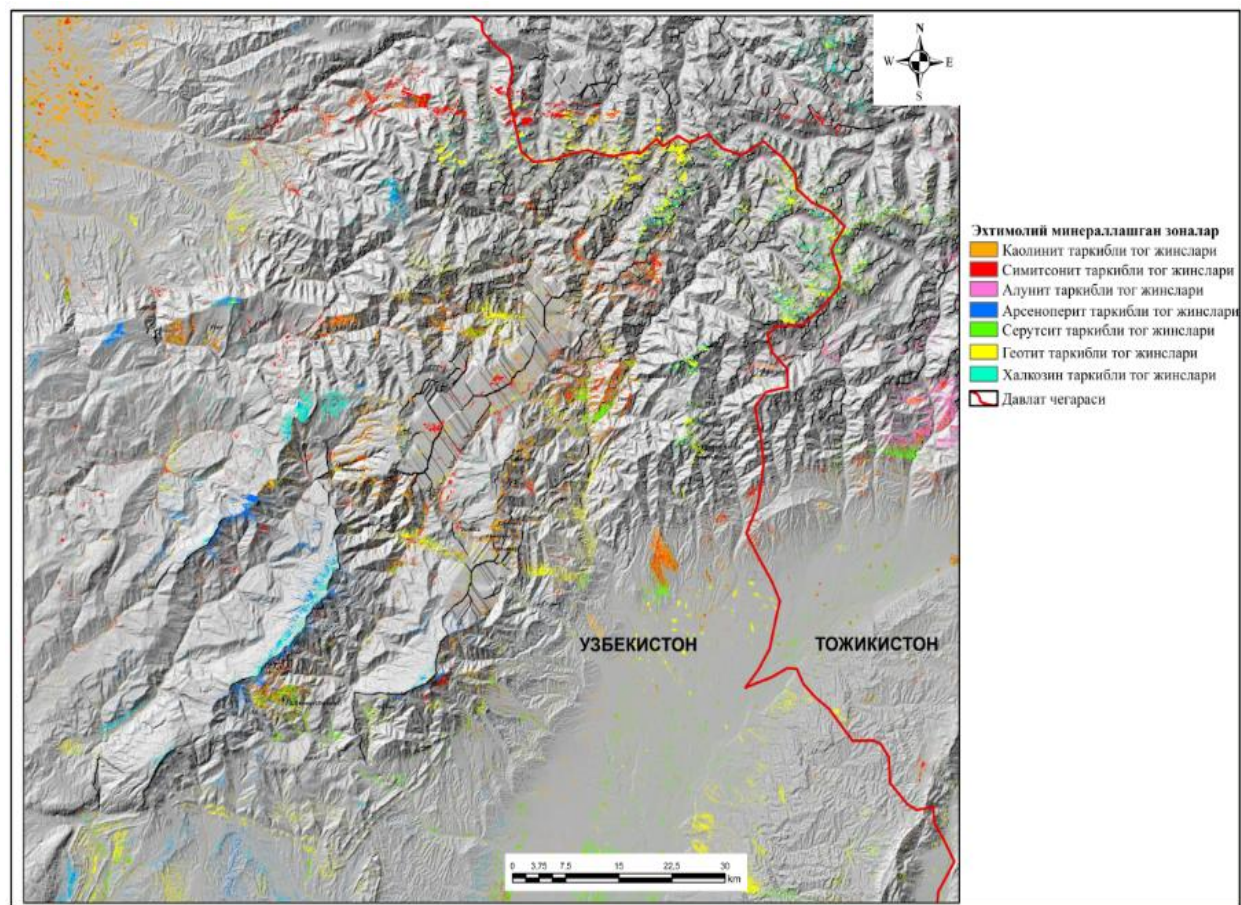 N
W E
S
Эхтимолий минераллашган зоналар
Каолинит таркибли тог жинслари
Симитсонит таркибли тог жинслари
Алунит таркибли тог жинслари
Арсеноперит таркибли тог жинслари
Серутсит таркибли тог жинслари
Геотит таркибли тог жинслари
Халкозин таркибли тог жинслари
Давлат чегараси
УЗБЕКИСТОН ТОЖИКИСТОН
0 3.75 7.5 15 22.5 30
km